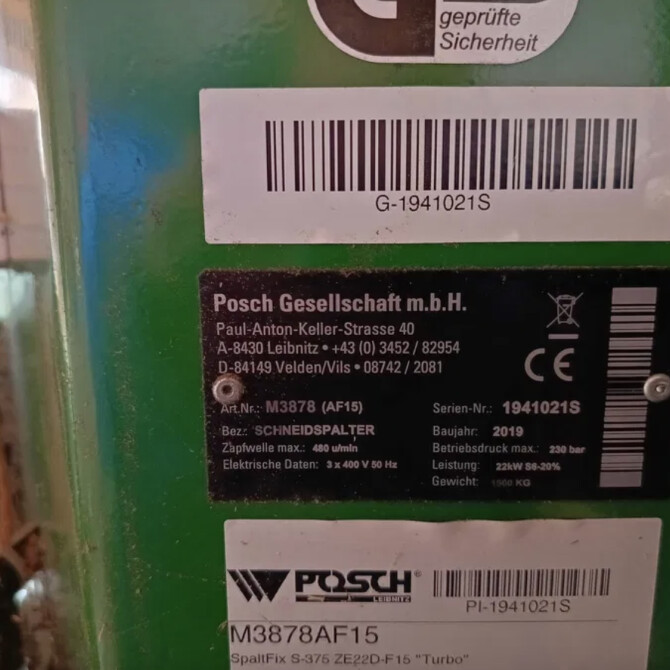 geprüfte
Sicherheit
G-1941021S
Posch Gesellschaft m.b.H.
Paul-Anton-Keller-Strasse 40
A-8430 Leibnitz • +43 (0) 3452 / 82954
D-84149 Velden/Vils • 08742 / 2081
CE
Art.Nr.: M3878 (AF15) Serien-Nr.: 1941021S
Bez.: SCHNEIDSPALTER Baujahr: 2019
Zapfwelle max.: 480 u/min Betriebsdruck max.: 230 bar
Elektrische Daten: 3 x 400 V 50 Hz Leistung: 22kW S6-20%
Gewicht: KG
POSCH
LEIBNITZ
PI-1941021S
M3878AF15
SpaltFix S-375 ZE22D-F15 "Turbo"